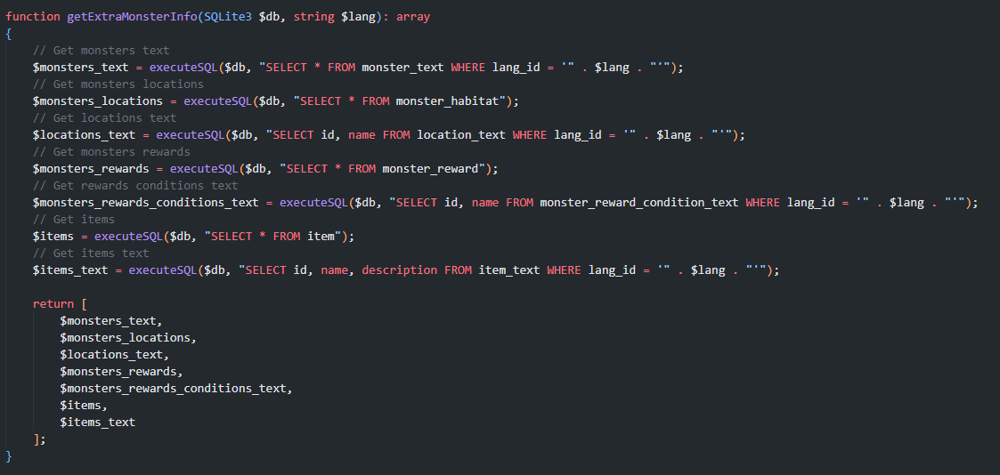 function getExtraMonsterInfo(SQLite3 $db, string $lang): array
{
    // Get monsters text
    $monsters_text = executeSQL($db, "SELECT * FROM monster_text WHERE lang_id = '" . $lang . "'");
    // Get monsters locations
    $monsters_locations = executeSQL($db, "SELECT * FROM monster_habitat");
    // Get locations text
    $locations_text = executeSQL($db, "SELECT id, name FROM location_text WHERE lang_id = '" . $lang . "'");
    // Get monsters rewards
    $monsters_rewards = executeSQL($db, "SELECT * FROM monster_reward");
    // Get rewards conditions text
    $monsters_rewards_conditions_text = executeSQL($db, "SELECT id, name FROM monster_reward_condition_text WHERE lang_id = '" . $lang . "'");
    // Get items
    $items = executeSQL($db, "SELECT * FROM item");
    // Get items text
    $items_text = executeSQL($db, "SELECT id, name, description FROM item_text WHERE lang_id = '" . $lang . "'");

    return [
        $monsters_text,
        $monsters_locations,
        $locations_text,
        $monsters_rewards,
        $monsters_rewards_conditions_text,
        $items,
        $items_text
    ];
}